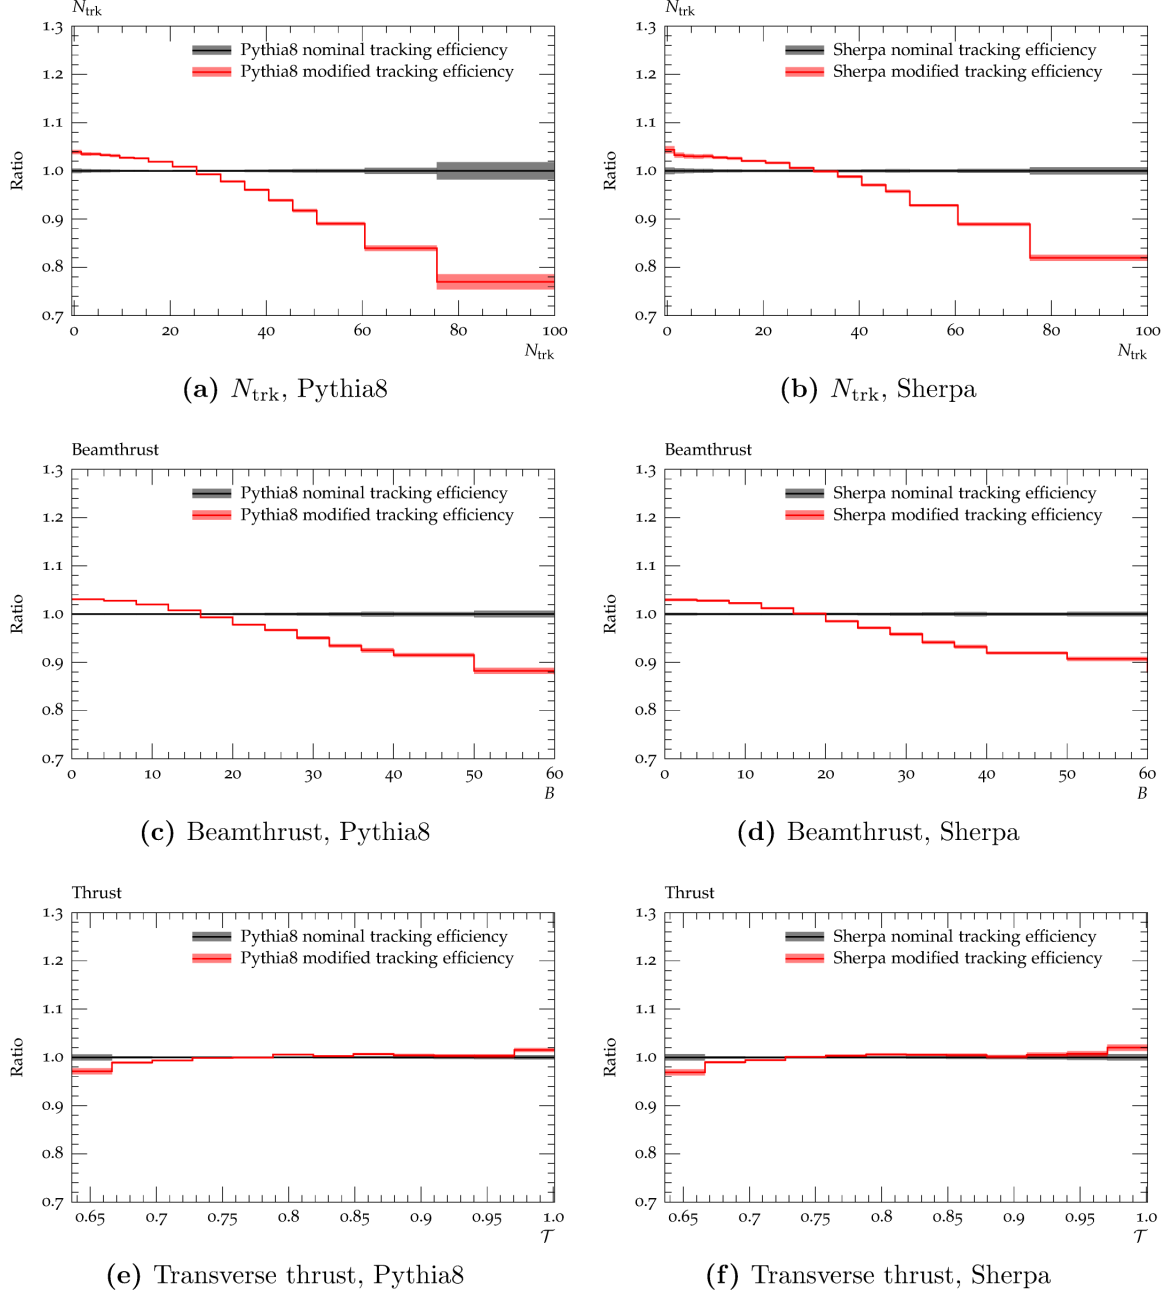 N_trk
1.3
1.2
1.1
1.0
0.9
0.8
0.7
Ratio
Pythia8 nominal tracking efficiency
Pythia8 modified tracking efficiency
0 20 40 60 80 100
N_trk
(a) N_trk, Pythia8
N_trk
1.3
1.2
1.1
1.0
0.9
0.8
0.7
Ratio
Sherpa nominal tracking efficiency
Sherpa modified tracking efficiency
0 20 40 60 80 100
N_trk
(b) N_trk, Sherpa
Beamthrust
1.3
1.2
1.1
1.0
0.9
0.8
0.7
Ratio
Pythia8 nominal tracking efficiency
Pythia8 modified tracking efficiency
0 10 20 30 40 50 60
B
(c) Beamthrust, Pythia8
Beamthrust
1.3
1.2
1.1
1.0
0.9
0.8
0.7
Ratio
Sherpa nominal tracking efficiency
Sherpa modified tracking efficiency
0 10 20 30 40 50 60
B
(d) Beamthrust, Sherpa
Thrust
1.3
1.2
1.1
1.0
0.9
0.8
0.7
Ratio
Pythia8 nominal tracking efficiency
Pythia8 modified tracking efficiency
0.65 0.7 0.75 0.8 0.85 0.9 0.95 1.0
𝒯
(e) Transverse thrust, Pythia8
Thrust
1.3
1.2
1.1
1.0
0.9
0.8
0.7
Ratio
Sherpa nominal tracking efficiency
Sherpa modified tracking efficiency
0.65 0.7 0.75 0.8 0.85 0.9 0.95 1.0
𝒯
(f) Transverse thrust, Sherpa